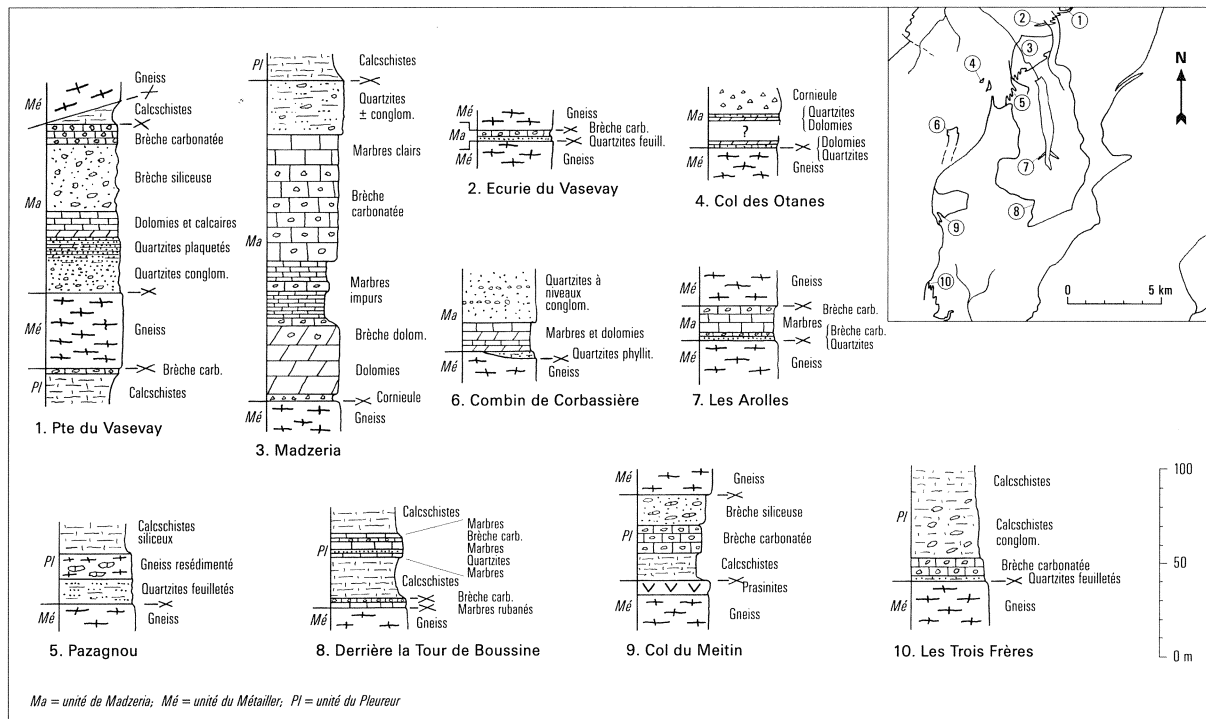 Mé
Gneiss
Calcschistes
Brèche carbonatée
Brèche siliceuse
Ma
Dolomies et calcaires
Quartzites plaquetés
Quartzites conglom.
Mé
Gneiss
Brèche carb.
Pl
Calcschistes
1. Pte du Vasevay
Pl
Calcschistes
Quartzites
± conglom.
Marbres clairs
Brèche
carbonatée
Ma
Marbres
impurs
Brèche dolom.
Dolomies
Cornieule
Mé
Gneiss
3. Madzeria
Mé
Gneiss
Ma
Brèche carb.
Quartzites feuill.
Mé
Gneiss
2. Ecurie du Vasevay
Cornieule
Ma
Quartzites
Dolomies
?
Dolomies
Quartzites
Mé
Gneiss
4. Col des Otanes
Quartzites à
niveaux
conglom.
Ma
Marbres et dolomies
Quartzites phyllit.
Mé
Gneiss
6. Combin de Corbassière
Mé
Gneiss
Brèche carb.
Ma
Marbres
Brèche carb.
Quartzites
Mé
Gneiss
7. Les Arolles
1
2
3
4
5
6
7
8
9
10
N
0 5 km
Calcschistes
siliceux
Pl
Gneiss resédimenté
Quartzites feuilletés
Mé
Gneiss
5. Pazagnou
Calcschistes
Marbres
Brèche carb.
Marbres
Quartzites
Marbres
Pl
Calcschistes
Brèche carb.
Marbres rubanés
Mé
Gneiss
8. Derrière la Tour de Boussine
Mé
Gneiss
Brèche siliceuse
Pl
Brèche carbonatée
Calcschistes
Prasinites
Mé
Gneiss
9. Col du Meitin
Calcschistes
Pl
Calcschistes
conglom.
Brèche carbonatée
Quartzites feuilletés
Mé
Gneiss
10. Les Trois Frères
100
50
0 m
Ma = unité de Madzeria; Mé = unité du Métailler; Pl = unité du Pleureur